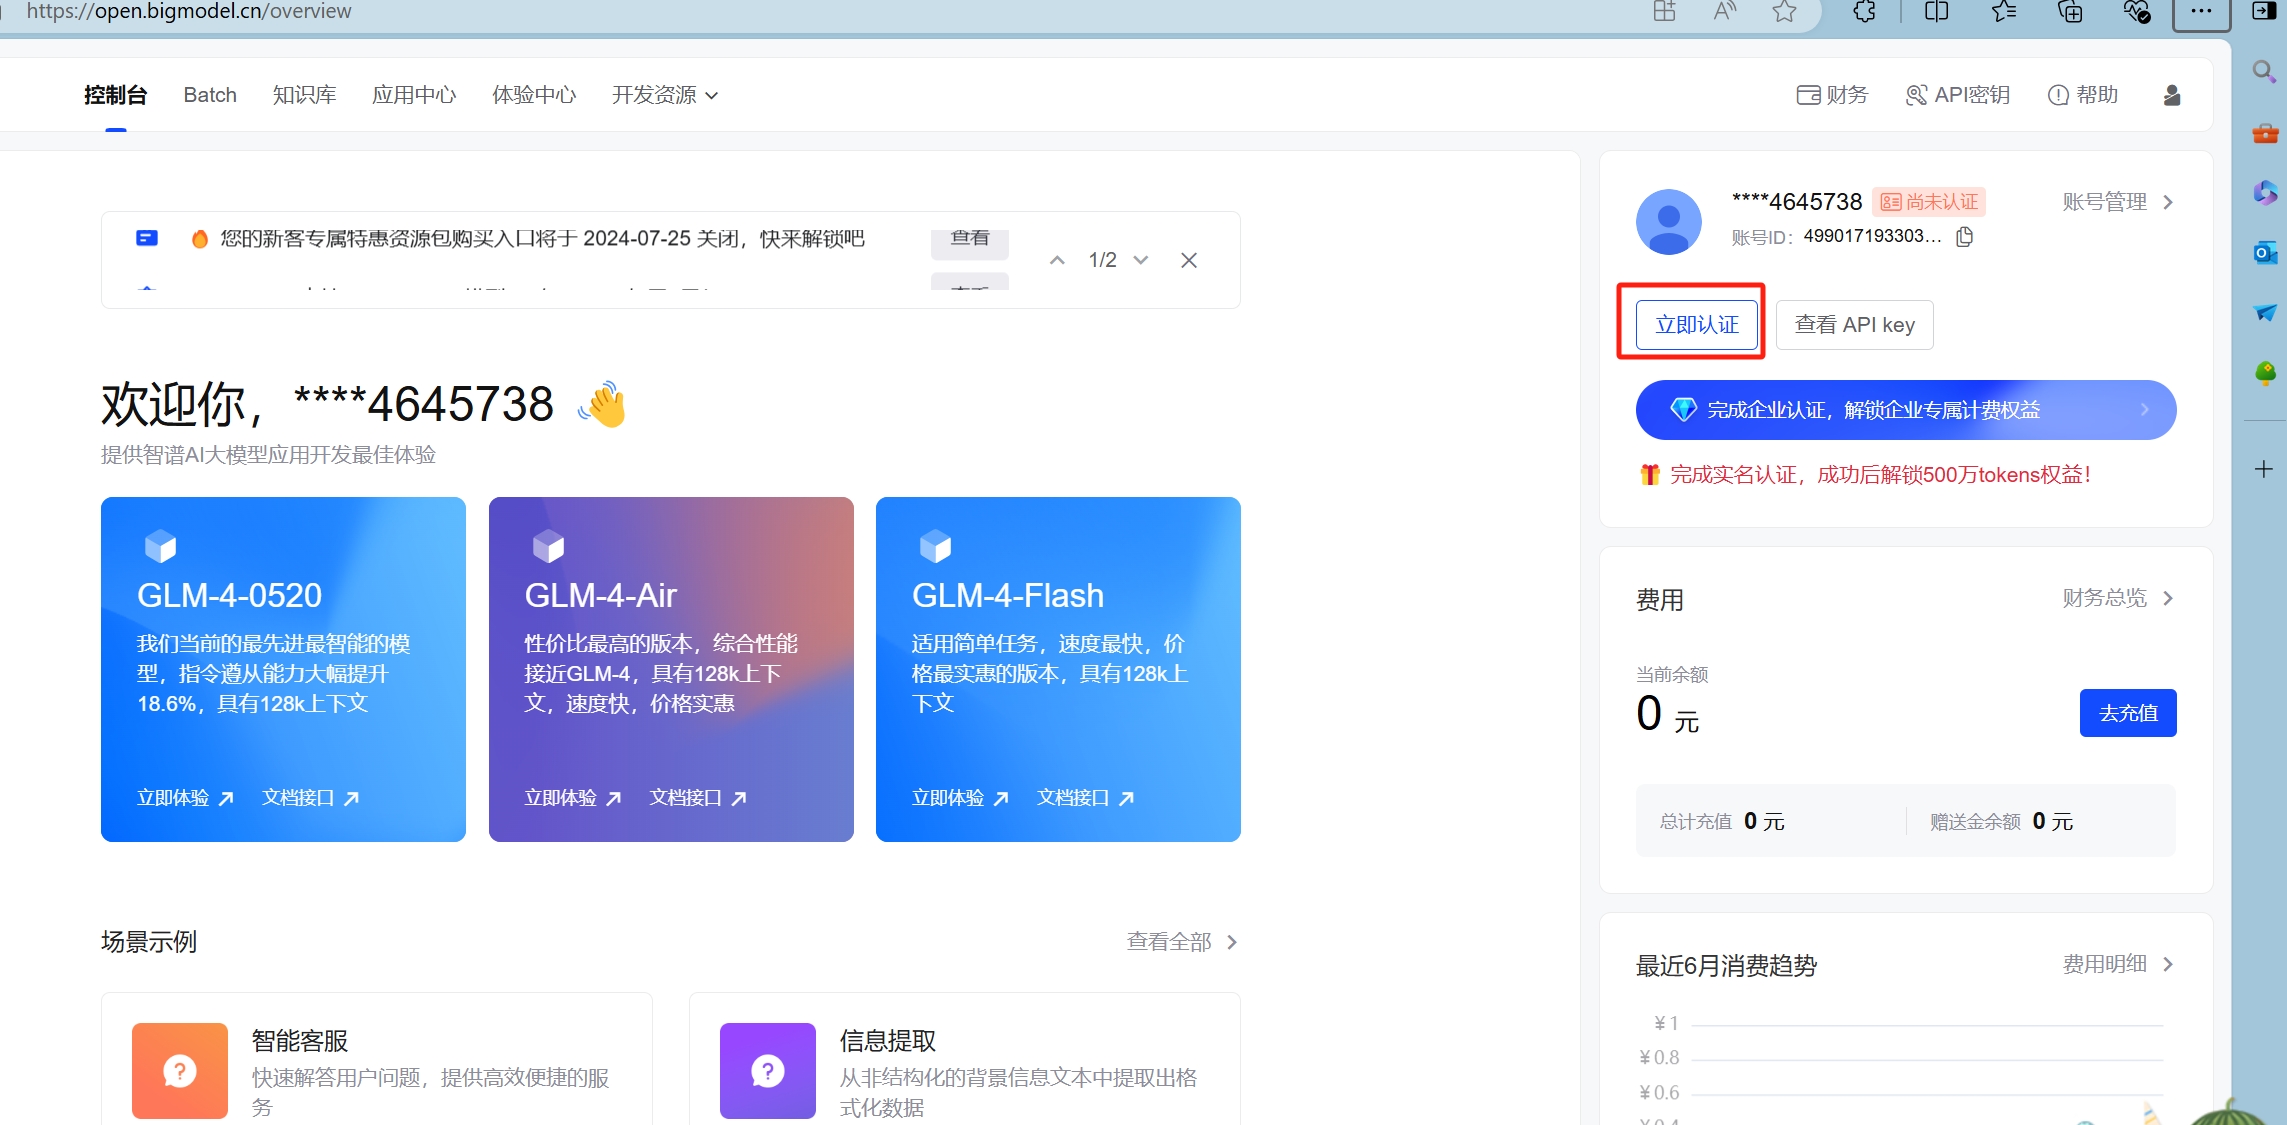 https://open.bigmodel.cn/overview
控制台 Batch 知识库 应用中心 体验中心 开发资源
财务 API密钥 帮助
您的新客专属特惠资源包购买入口将于 2024-07-25 关闭，快来解锁吧 查看
1/2
欢迎你，****4645738
提供智谱AI大模型应用开发最佳体验
GLM-4-0520
我们当前的最先进最智能的模
型，指令遵从能力大幅提升
18.6%，具有128k上下文
立即体验 文档接口
GLM-4-Air
性价比最高的版本，综合性能
接近GLM-4，具有128k上下
文，速度快，价格实惠
立即体验 文档接口
GLM-4-Flash
适用简单任务，速度最快，价
格最实惠的版本，具有128k上
下文
立即体验 文档接口
场景示例 查看全部
智能客服
快速解答用户问题，提供高效便捷的服
务
信息提取
从非结构化的背景信息文本中提取出格
式化数据
****4645738 尚未认证 账号管理
账号ID：499017193303...
立即认证 查看 API key
完成企业认证，解锁企业专属计费权益
完成实名认证，成功后解锁500万tokens权益！
费用 财务总览
当前余额
0 元
去充值
总计充值 0 元 赠送金余额 0 元
最近6月消费趋势 费用明细
¥ 1
¥ 0.8
¥ 0.6